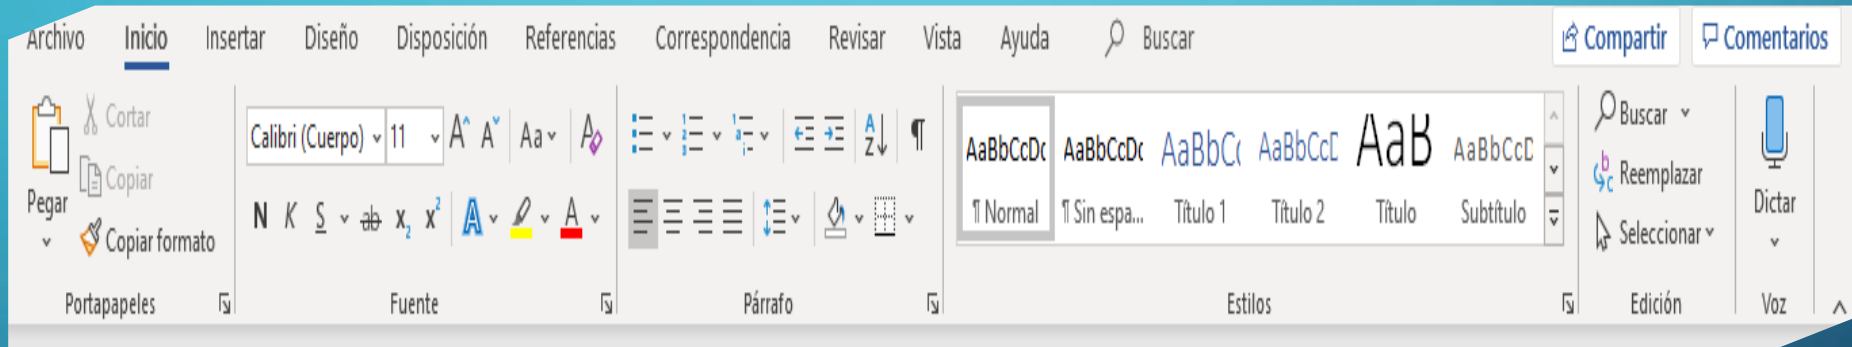 Archivo Inicio Insertar Diseño Disposición Referencias Correspondencia Revisar Vista Ayuda Buscar Compartir Comentarios
Pegar
Cortar
Copiar
Copiar formato
Portapapeles
Calibri (Cuerpo) 11 A A Aa A
N K S ab x₂ x² A A
Fuente
A Z ¶
Párrafo
AaBbCcDc AaBbCcDc AaBbC AaBbCcC AaB AaBbCcD
¶ Normal ¶ Sin espa... Título 1 Título 2 Título Subtítulo
Estilos
Buscar
Reemplazar
Seleccionar
Edición
Dictar
Voz